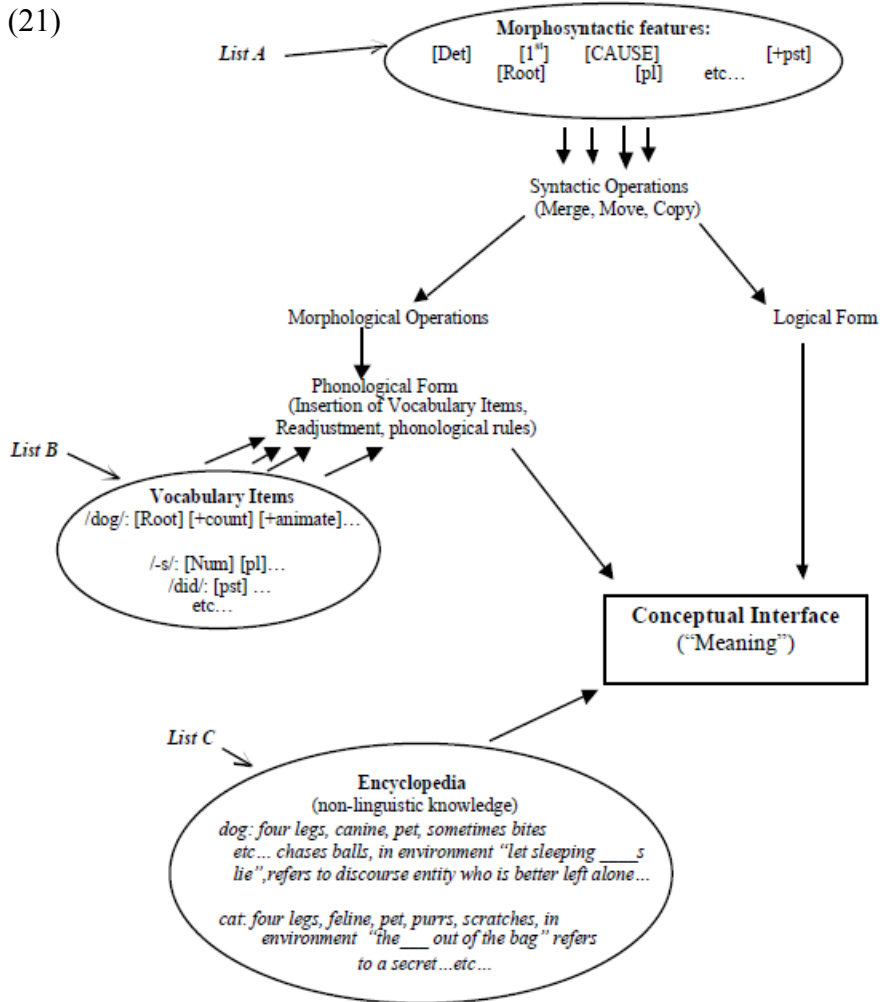 (21)
Morphosyntactic features:
List A
[Det] [1st] [CAUSE] [+pst]
[Root] [pl] etc…
Syntactic Operations
(Merge, Move, Copy)
Morphological Operations
Logical Form
Phonological Form
(Insertion of Vocabulary Items,
Readjustment, phonological rules)
List B
Vocabulary Items
/dog/: [Root] [+count] [+animate]…
/-s/: [Num] [pl]…
/did/: [pst] …
etc…
Conceptual Interface
(“Meaning”)
List C
Encyclopedia
(non-linguistic knowledge)
dog: four legs, canine, pet, sometimes bites
etc… chases balls, in environment “let sleeping ____s
lie”,refers to discourse entity who is better left alone…
cat: four legs, feline, pet, purrs, scratches, in
environment “the___ out of the bag” refers
to a secret…etc…